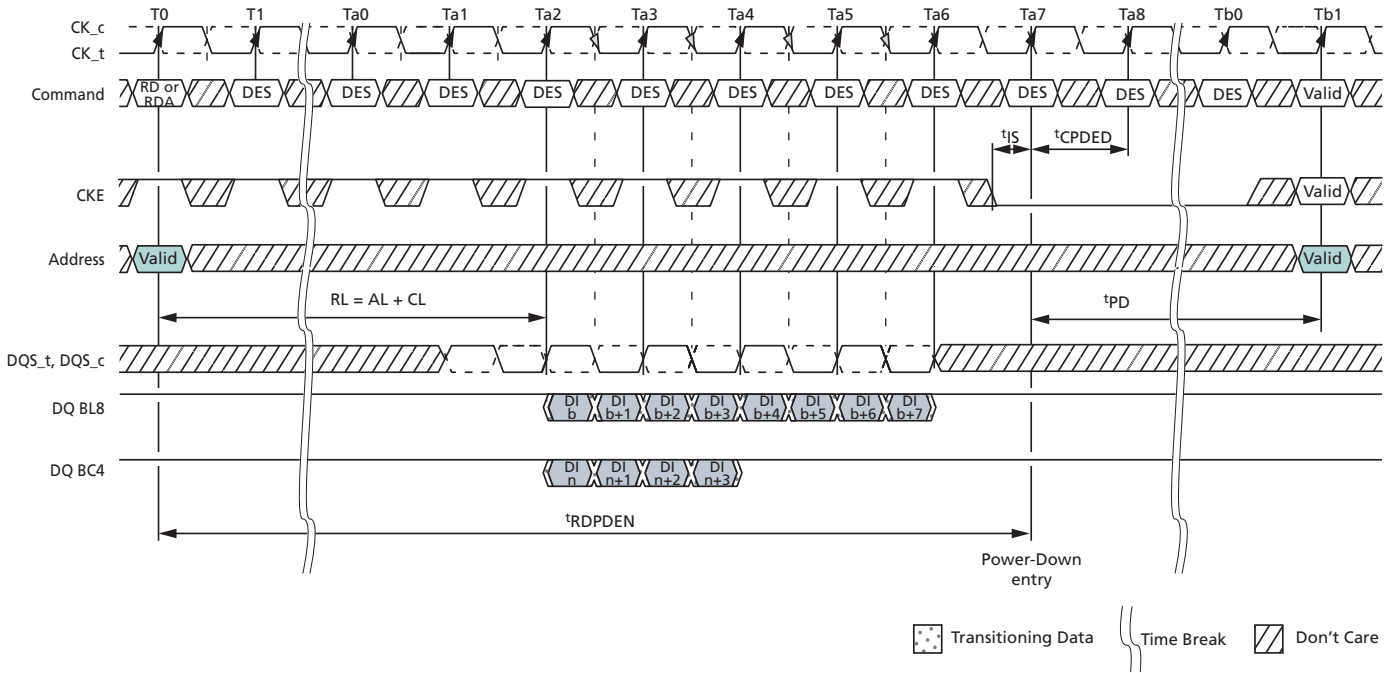 T0 T1 Ta0 Ta1 Ta2 Ta3 Ta4 Ta5 Ta6 Ta7 Ta8 Tb0 Tb1
CK_c
CK_t
Command RD or RDA DES DES DES DES DES DES DES DES DES DES DES Valid
tIS tCPDED
CKE Valid
Address Valid Valid
RL = AL + CL tPD
DQS_t, DQS_c
DQ BL8 DI b DI b+1 DI b+2 DI b+3 DI b+4 DI b+5 DI b+6 DI b+7
DQ BC4 DI n DI n+1 DI n+2 DI n+3
tRDPDEN
Power-Down
entry
Transitioning Data Time Break Don't Care